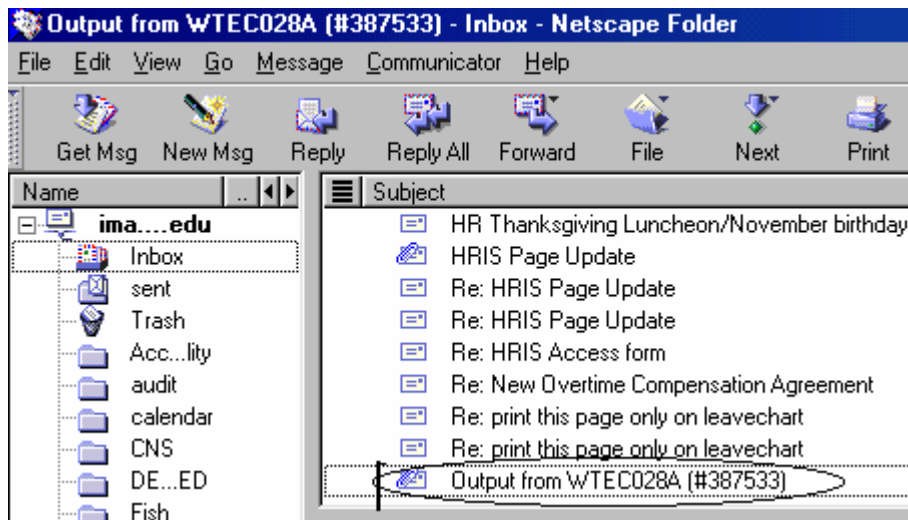 Output from WTEC028A (#387533) - Inbox - Netscape Folder
File Edit View Go Message Communicator Help
Get Msg New Msg Reply Reply All Forward File Next Print
Name .. Subject
ima....edu
Inbox
sent
Trash
Acc...lity
audit
calendar
CNS
DE...ED
Fish
HR Thanksgiving Luncheon/November birthday
HRIS Page Update
Re: HRIS Page Update
Re: HRIS Page Update
Re: HRIS Access form
Re: New Overtime Compensation Agreement
Re: print this page only on leavechart
Re: print this page only on leavechart
Output from WTEC028A (#387533)